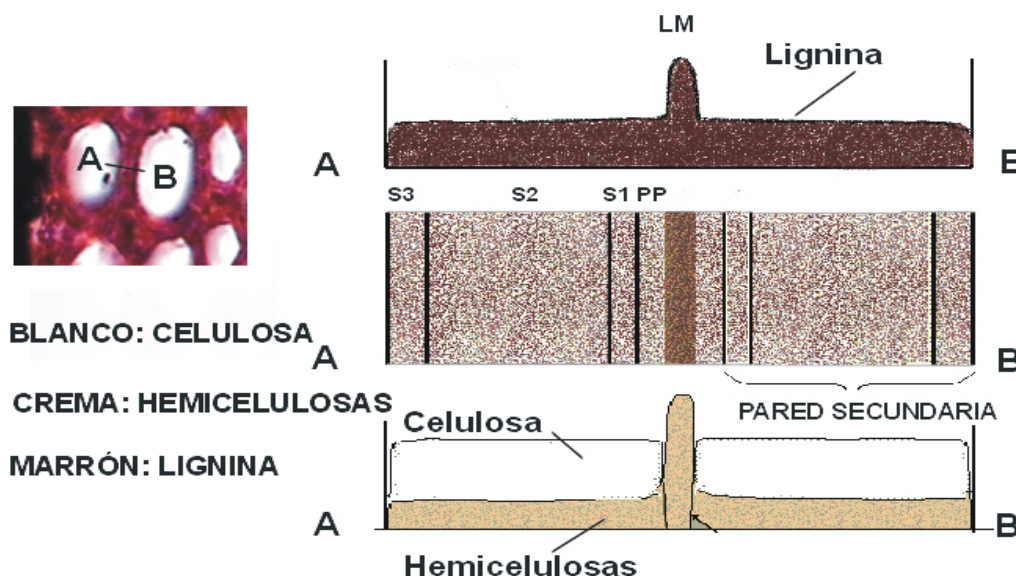 LM
Lignina
A
B
A
B
S3 S2 S1 PP
BLANCO: CELULOSA
A
B
CREMA: HEMICELULOSAS
PARED SECUNDARIA
Celulosa
MARRÓN: LIGNINA
A
B
Hemicelulosas